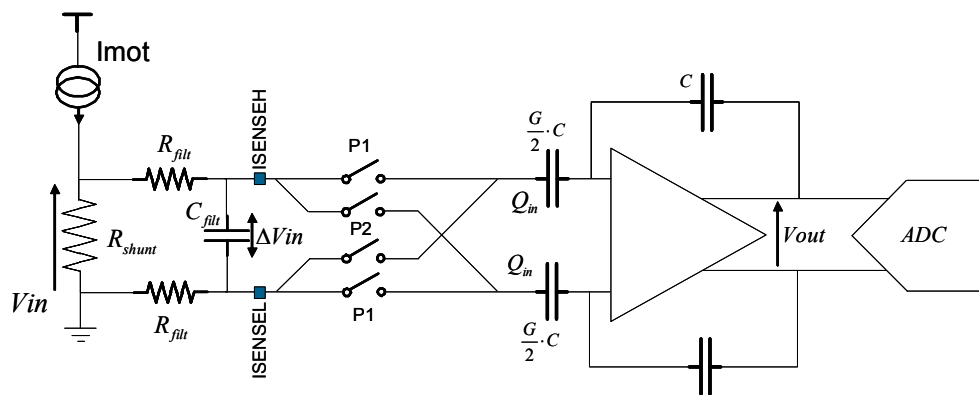 Imot
R_filt
ISENSEH
P1
G/2 · C
C
Q_in
C_filt
ΔVin
P2
R_shunt
Vin
Vout
ADC
Q_in
R_filt
ISENSEL
P1
G/2 · C